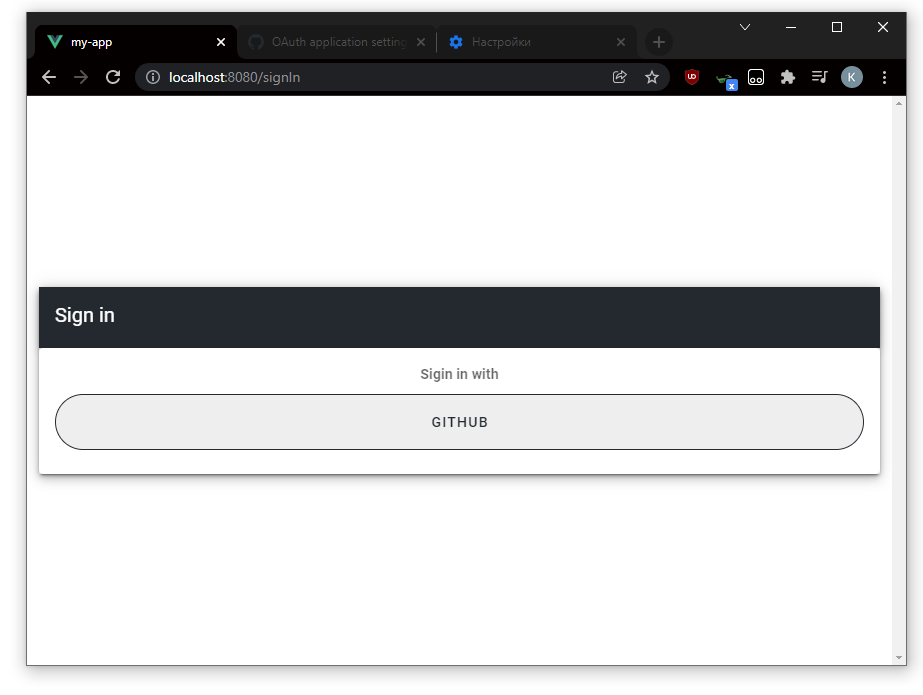 my-app
OAuth application setting
Настройки
localhost:8080/signIn
K
Sign in
Sigin in with
GITHUB